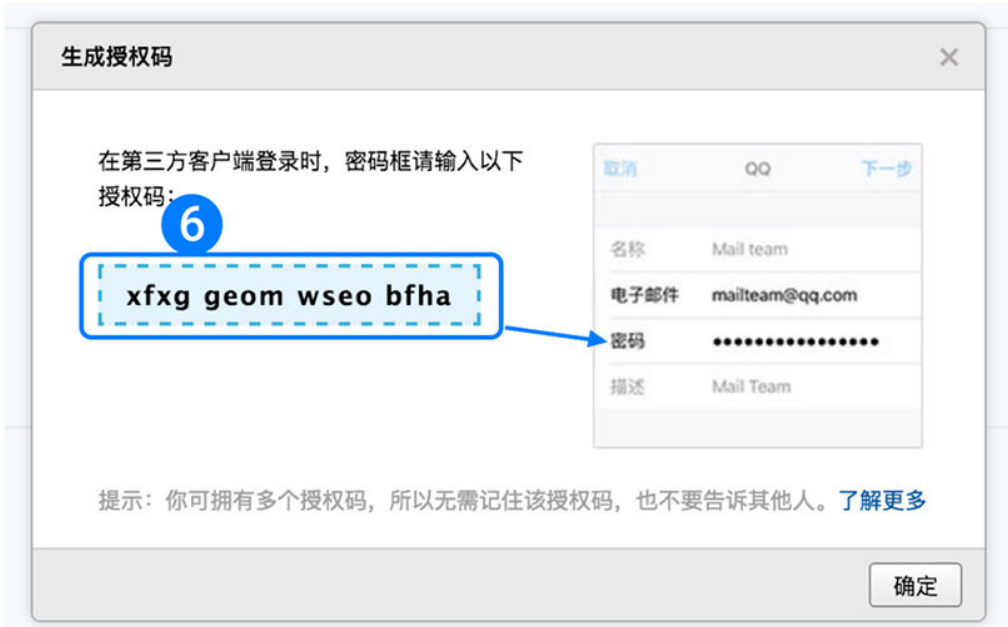 生成授权码
×
在第三方客户端登录时，密码框请输入以下
授权码：
6
xfxg geom wseo bfha
取消 QQ 下一步
名称 Mail team
电子邮件 mailteam@qq.com
密码 ••••••••••••••••
描述 Mail Team
提示：你可拥有多个授权码，所以无需记住该授权码，也不要告诉其他人。了解更多
确定